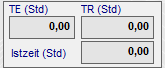 TE (Std) TR (Std)
0,00 0,00
Istzeit (Std) 0,00